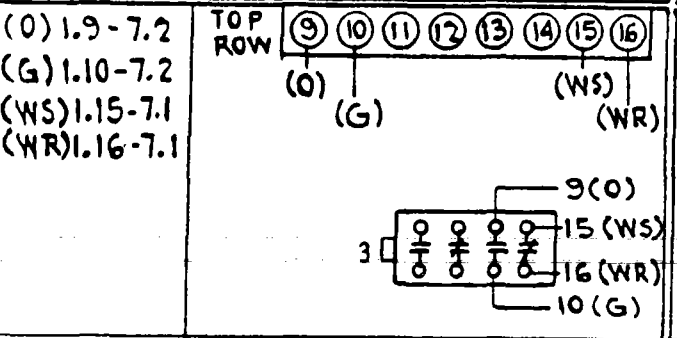 (O) 1.9-7.2
(G) 1.10-7.2
(WS) 1.15-7.1
(WR) 1.16-7.1
TOP ROW
9 10 11 12 13 14 15 16
(O)
(G)
(WS)
(WR)
9(O)
15 (WS)
3
16 (WR)
10 (G)